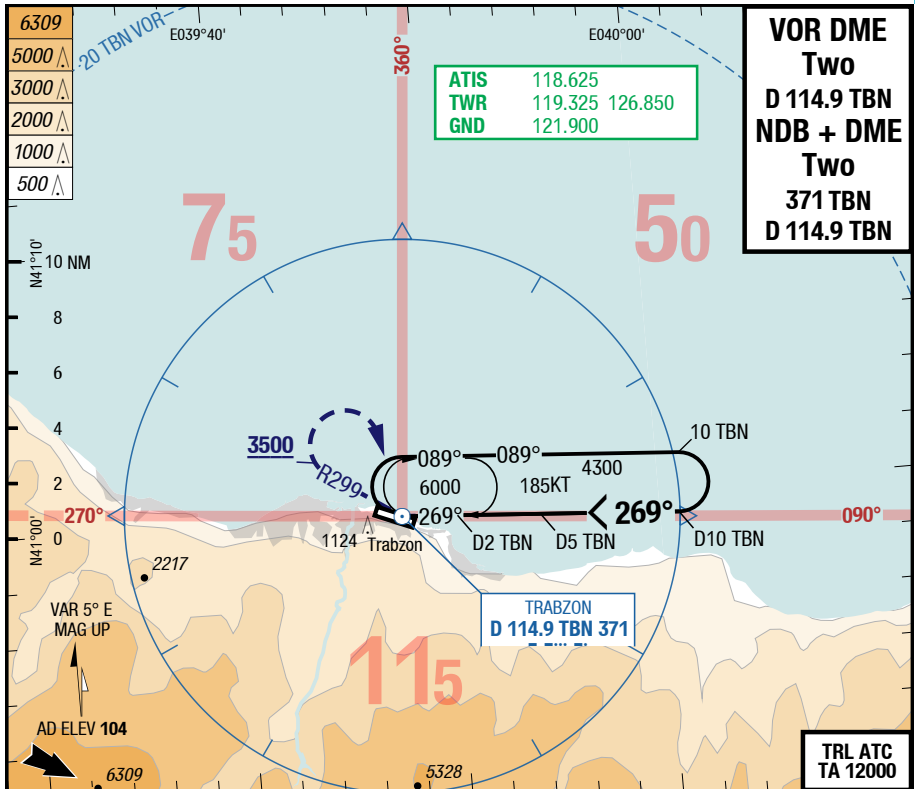 6309
5000
3000
2000
1000
500
20 TBN VOR
E039°40'
360°
E040°00'
ATIS 118.625
TWR 119.325 126.850
GND 121.900
VOR DME
Two
D 114.9 TBN
NDB + DME
Two
371 TBN
D 114.9 TBN
75
50
N41°10'
10 NM
8
6
4
2
0
N41°00'
3500
R299
089°
089°
10 TBN
4300
6000
185KT
270°
269°
269°
090°
D2 TBN
D5 TBN
D10 TBN
1124
Trabzon
2217
VAR 5° E
MAG UP
TRABZON
D 114.9 TBN 371
115
AD ELEV 104
6309
5328
TRL ATC
TA 12000